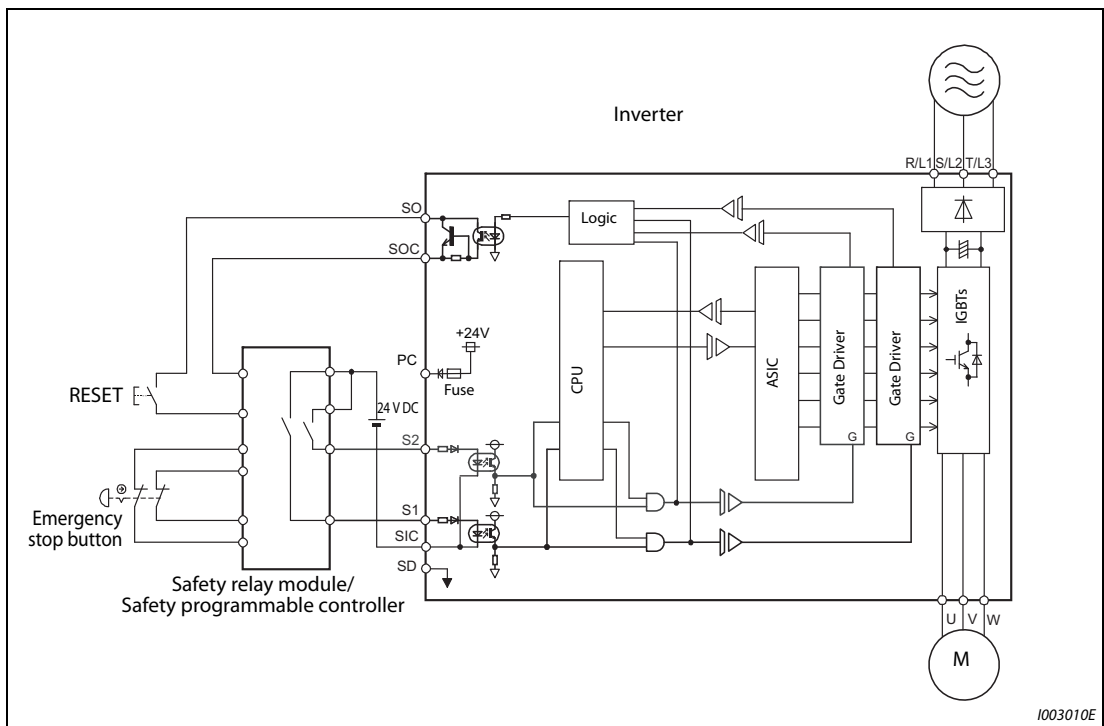 Inverter
R/L1 S/L2 T/L3
SO
Logic
SOC
+24V
PC
Fuse
CPU
ASIC
Gate Driver
Gate Driver
IGBTs
RESET
24 V DC
S2
G
G
Emergency
stop button
S1
SIC
SD
Safety relay module/
Safety programmable controller
U V W
M
I003010E